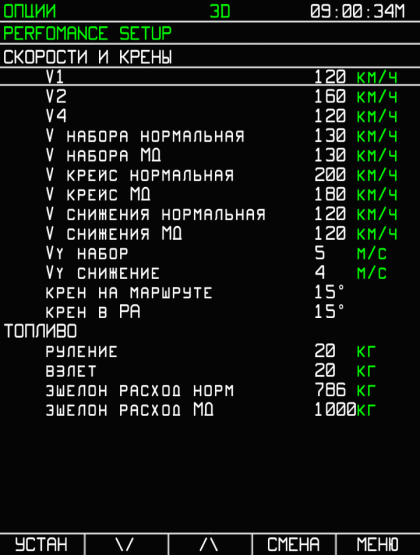 ОПЦИИ 3D 09:00:34М
PERFOMANCE SETUP
СКОРОСТИ И КРЕНЫ
V1 120 КМ/Ч
V2 160 КМ/Ч
V4 120 КМ/Ч
V НАБОРА НОРМАЛЬНАЯ 130 КМ/Ч
V НАБОРА МД 130 КМ/Ч
V КРЕЙС НОРМАЛЬНАЯ 200 КМ/Ч
V КРЕЙС МД 180 КМ/Ч
V СНИЖЕНИЯ НОРМАЛЬНАЯ 120 КМ/Ч
V СНИЖЕНИЯ МД 120 КМ/Ч
VY НАБОР 5 М/С
VY СНИЖЕНИЕ 4 М/С
КРЕН НА МАРШРУТЕ 15°
КРЕН В РА 15°
ТОПЛИВО
РУЛЕНИЕ 20 КГ
ВЗЛЕТ 20 КГ
ЭШЕЛОН РАСХОД НОРМ 786 КГ
ЭШЕЛОН РАСХОД МД 1000КГ
УСТАН \/ /\ СМЕНА МЕНЮ